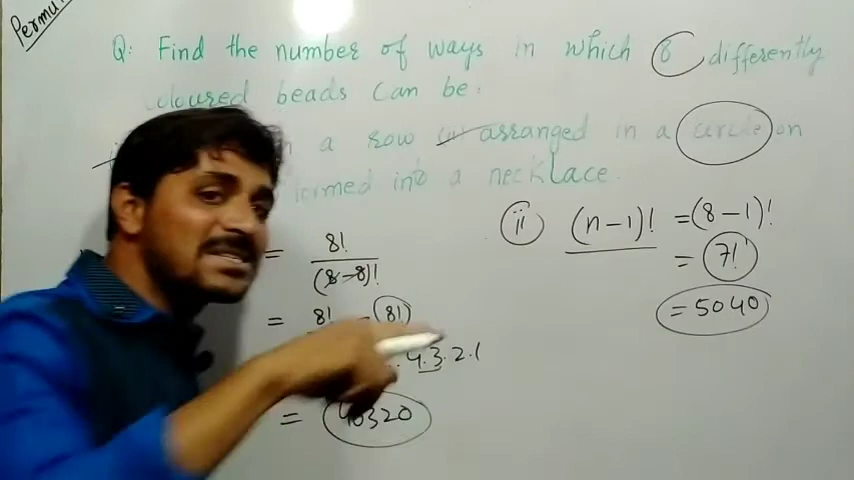 Permu
Q: Find the number of ways in which 8 differently
coloured beads can be:
a row (ii) arranged in a circle on
formed into a necklace.
= 8!/(8-8)!
= 8! = 8!
4.3.2.1
= 40320
ii (n-1)! = (8-1)!
= 7!
= 5040